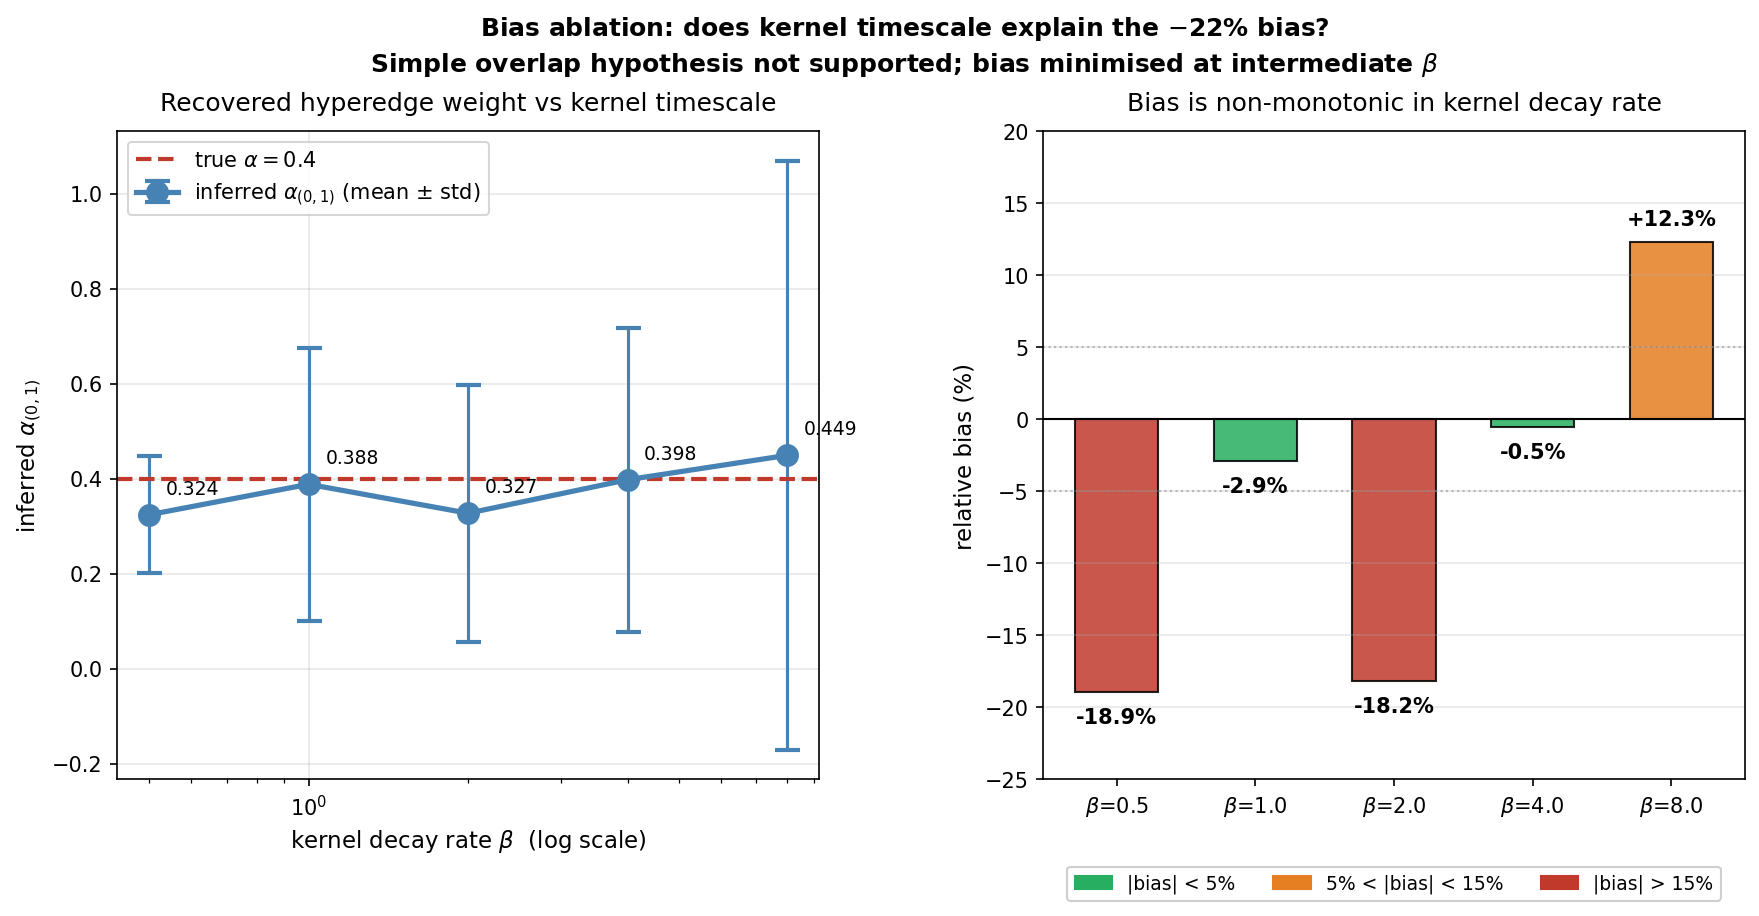 Bias ablation: does kernel timescale explain the −22% bias?
Simple overlap hypothesis not supported; bias minimised at intermediate β
Recovered hyperedge weight vs kernel timescale
true α = 0.4
inferred α(0, 1) (mean ± std)
1.0
0.8
0.6
0.4
0.2
0.0
−0.2
inferred α(0, 1)
0.324
0.388
0.327
0.398
0.449
10⁰
kernel decay rate β (log scale)
Bias is non-monotonic in kernel decay rate
20
15
10
5
0
−5
−10
−15
−20
−25
relative bias (%)
-18.9%
-2.9%
-18.2%
-0.5%
+12.3%
β=0.5
β=1.0
β=2.0
β=4.0
β=8.0
|bias| < 5%
5% < |bias| < 15%
|bias| > 15%